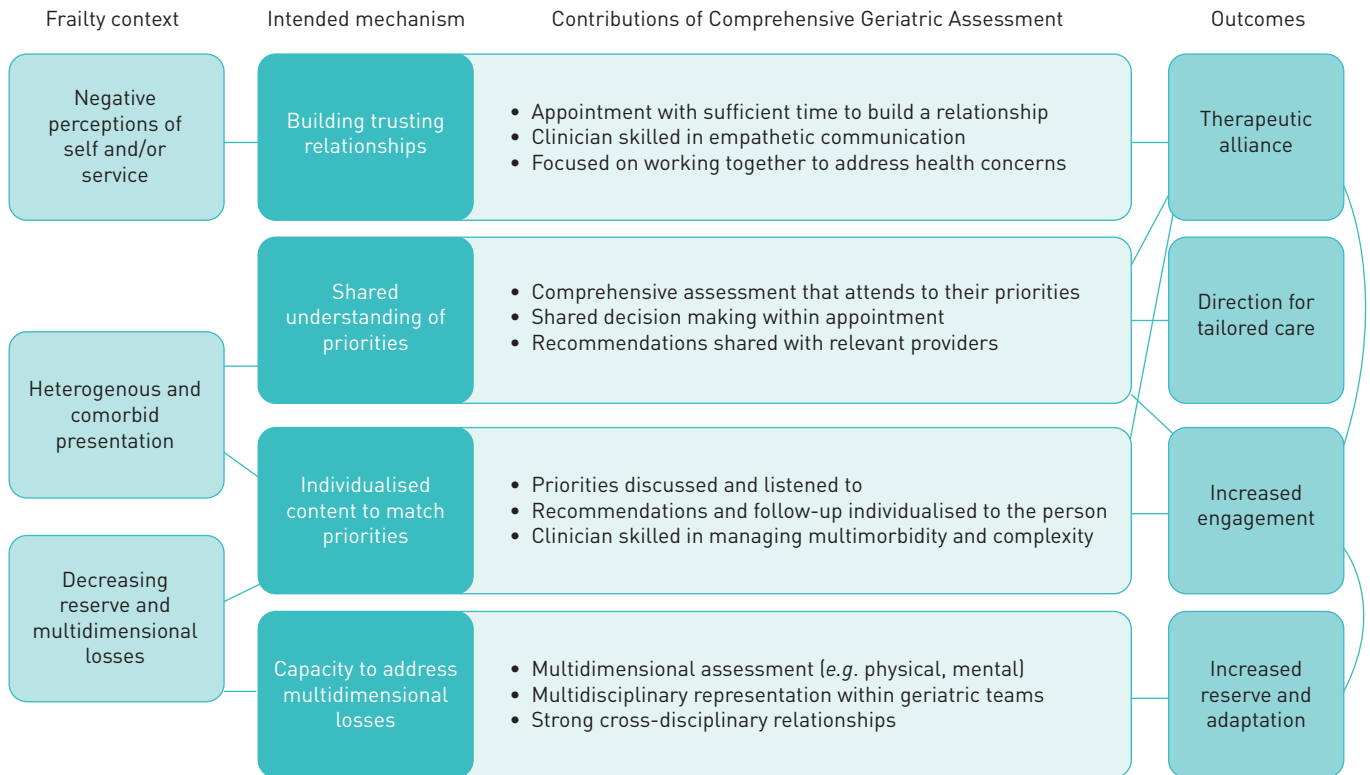 Frailty context
Intended mechanism
Contributions of Comprehensive Geriatric Assessment
Outcomes
Negative
perceptions of
self and/or
service
Building trusting
relationships
• Appointment with sufficient time to build a relationship
• Clinician skilled in empathetic communication
• Focused on working together to address health concerns
Therapeutic
alliance
Shared
understanding of
priorities
• Comprehensive assessment that attends to their priorities
• Shared decision making within appointment
• Recommendations shared with relevant providers
Direction for
tailored care
Heterogenous and
comorbid
presentation
Individualised
content to match
priorities
• Priorities discussed and listened to
• Recommendations and follow-up individualised to the person
• Clinician skilled in managing multimorbidity and complexity
Increased
engagement
Decreasing
reserve and
multidimensional
losses
Capacity to address
multidimensional
losses
• Multidimensional assessment (e.g. physical, mental)
• Multidisciplinary representation within geriatric teams
• Strong cross-disciplinary relationships
Increased
reserve and
adaptation